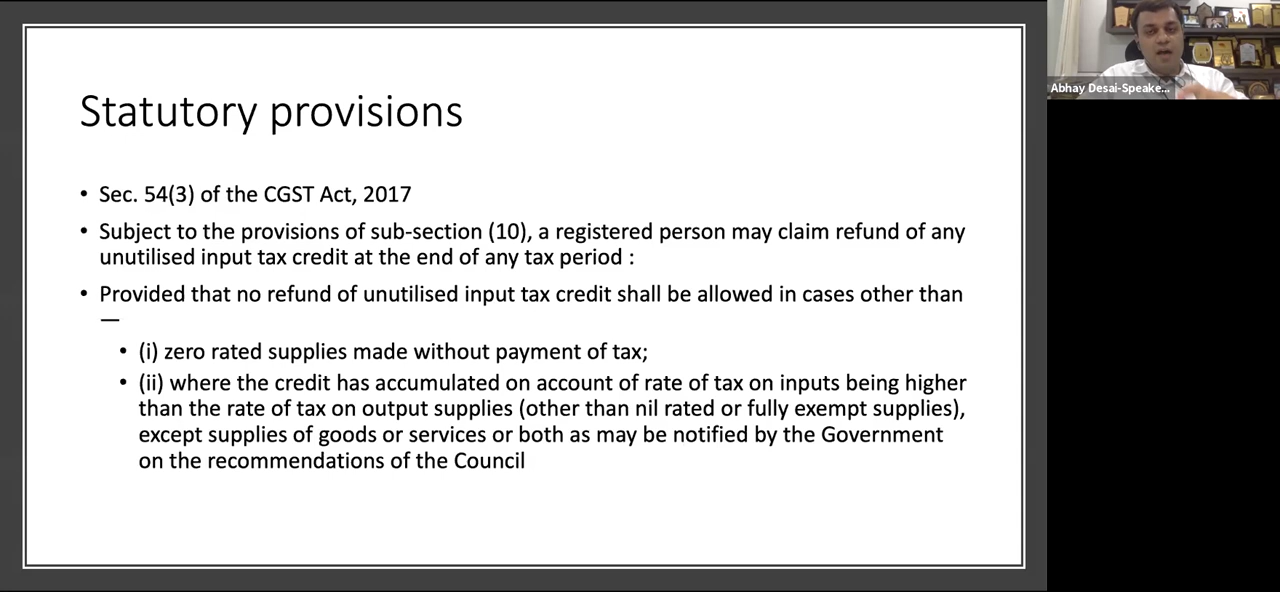 Statutory provisions
• Sec. 54(3) of the CGST Act, 2017
• Subject to the provisions of sub-section (10), a registered person may claim refund of any
unutilised input tax credit at the end of any tax period :
• Provided that no refund of unutilised input tax credit shall be allowed in cases other than
—
• (i) zero rated supplies made without payment of tax;
• (ii) where the credit has accumulated on account of rate of tax on inputs being higher
than the rate of tax on output supplies (other than nil rated or fully exempt supplies),
except supplies of goods or services or both as may be notified by the Government
on the recommendations of the Council
Abhay Desai-Speake...